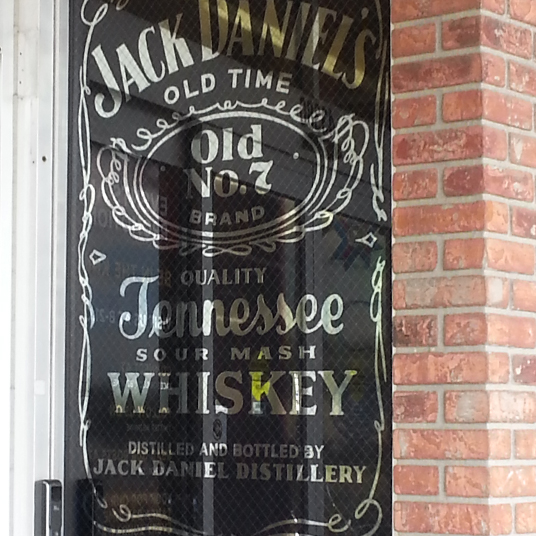 JACK DANIEL'S
OLD TIME
Old
No. 7
BRAND
QUALITY
Tennessee
SOUR MASH
WHISKEY
DISTILLED AND BOTTLED BY
JACK DANIEL DISTILLERY